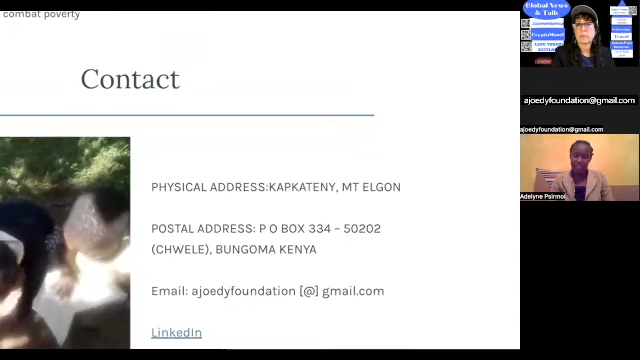 combat poverty
Contact
PHYSICAL ADDRESS:KAPKATENY, MT ELGON
POSTAL ADDRESS: P O BOX 334 – 50202
(CHWELE), BUNGOMA KENYA
Email: ajoedyfoundation [@] gmail.com
LinkedIn
Global News
& Talk
Travel
ajoedyfoundation@gmail.com
ajoedyfoundation@gmail.com
Adelyne Psirmoi